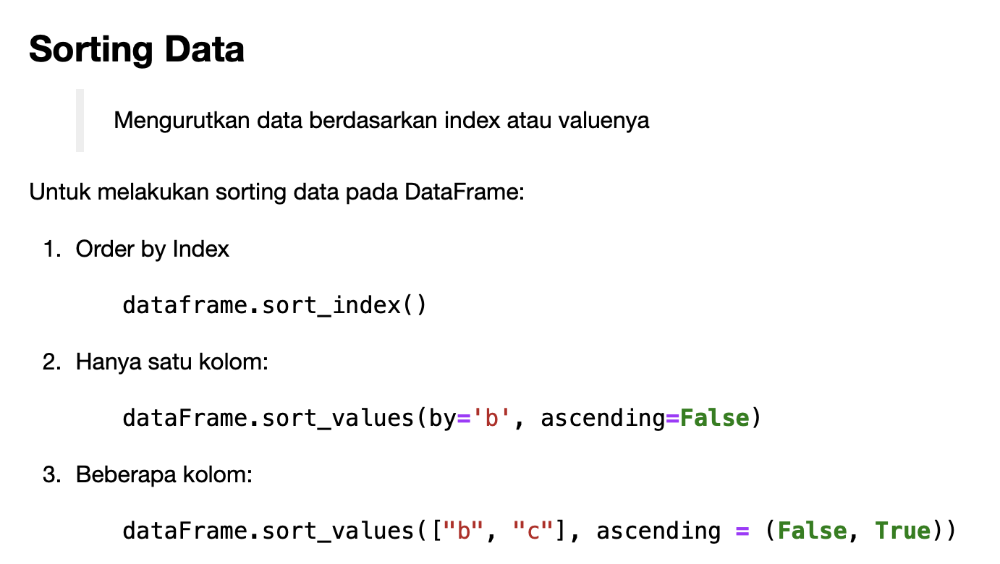 Sorting Data
Mengurutkan data berdasarkan index atau valuenya
Untuk melakukan sorting data pada DataFrame:
1. Order by Index
dataframe.sort_index()
2. Hanya satu kolom:
dataFrame.sort_values(by='b', ascending=False)
3. Beberapa kolom:
dataFrame.sort_values(["b", "c"], ascending = (False, True))